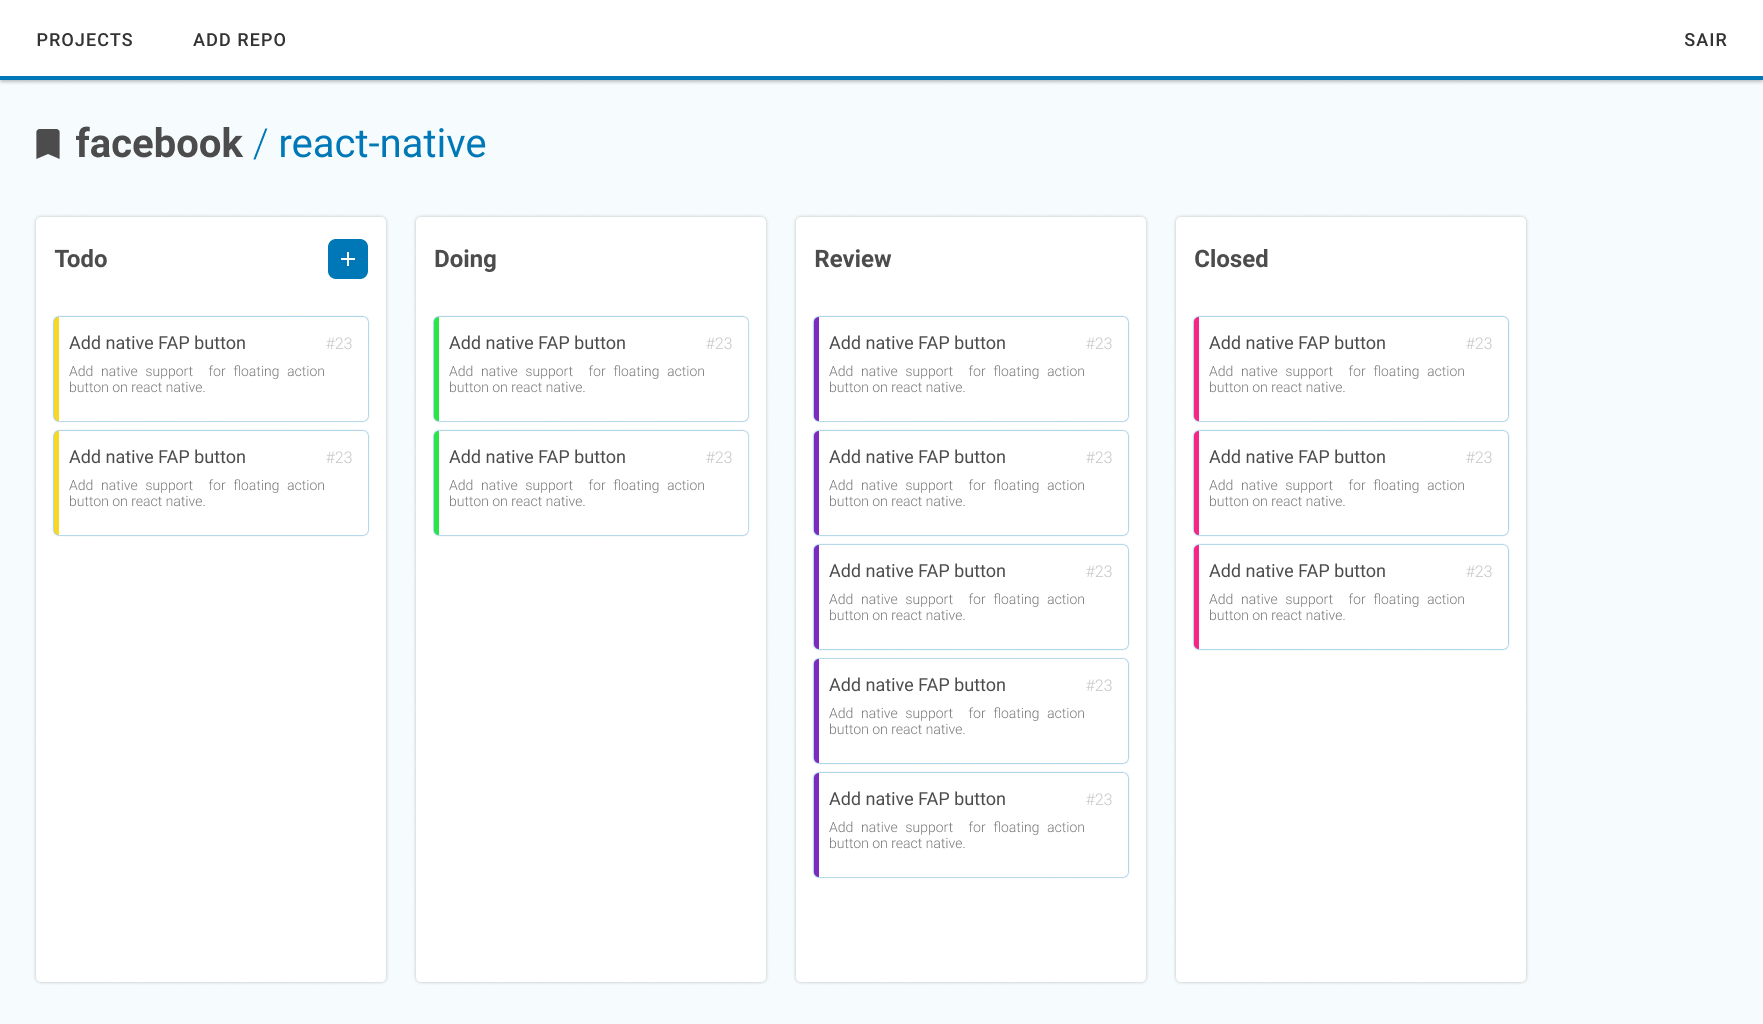 PROJECTS ADD REPO SAIR
facebook / react-native
Todo
+
Add native FAP button #23
Add native support for floating action
button on react native.
Add native FAP button #23
Add native support for floating action
button on react native.
Doing
Add native FAP button #23
Add native support for floating action
button on react native.
Add native FAP button #23
Add native support for floating action
button on react native.
Review
Add native FAP button #23
Add native support for floating action
button on react native.
Add native FAP button #23
Add native support for floating action
button on react native.
Add native FAP button #23
Add native support for floating action
button on react native.
Add native FAP button #23
Add native support for floating action
button on react native.
Add native FAP button #23
Add native support for floating action
button on react native.
Closed
Add native FAP button #23
Add native support for floating action
button on react native.
Add native FAP button #23
Add native support for floating action
button on react native.
Add native FAP button #23
Add native support for floating action
button on react native.